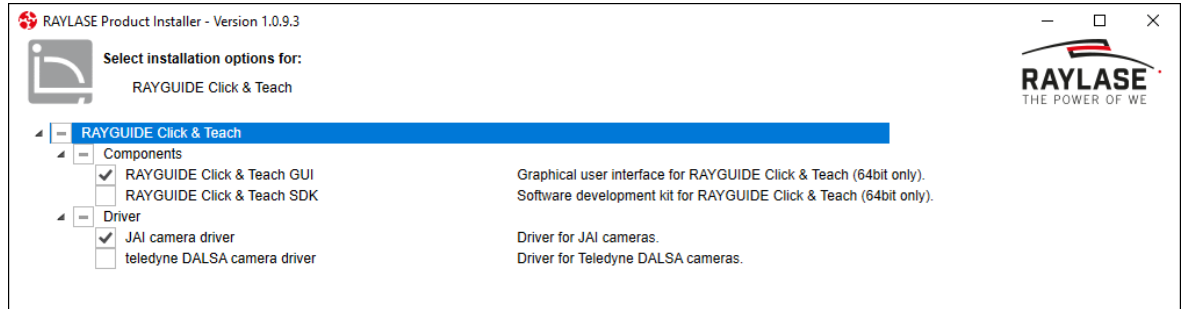 RAYLASE Product Installer - Version 1.0.9.3
Select installation options for:
RAYGUIDE Click & Teach
RAYLASE
THE POWER OF WE
RAYGUIDE Click & Teach
Components
RAYGUIDE Click & Teach GUI Graphical user interface for RAYGUIDE Click & Teach (64bit only).
RAYGUIDE Click & Teach SDK Software development kit for RAYGUIDE Click & Teach (64bit only).
Driver
JAI camera driver Driver for JAI cameras.
teledyne DALSA camera driver Driver for Teledyne DALSA cameras.